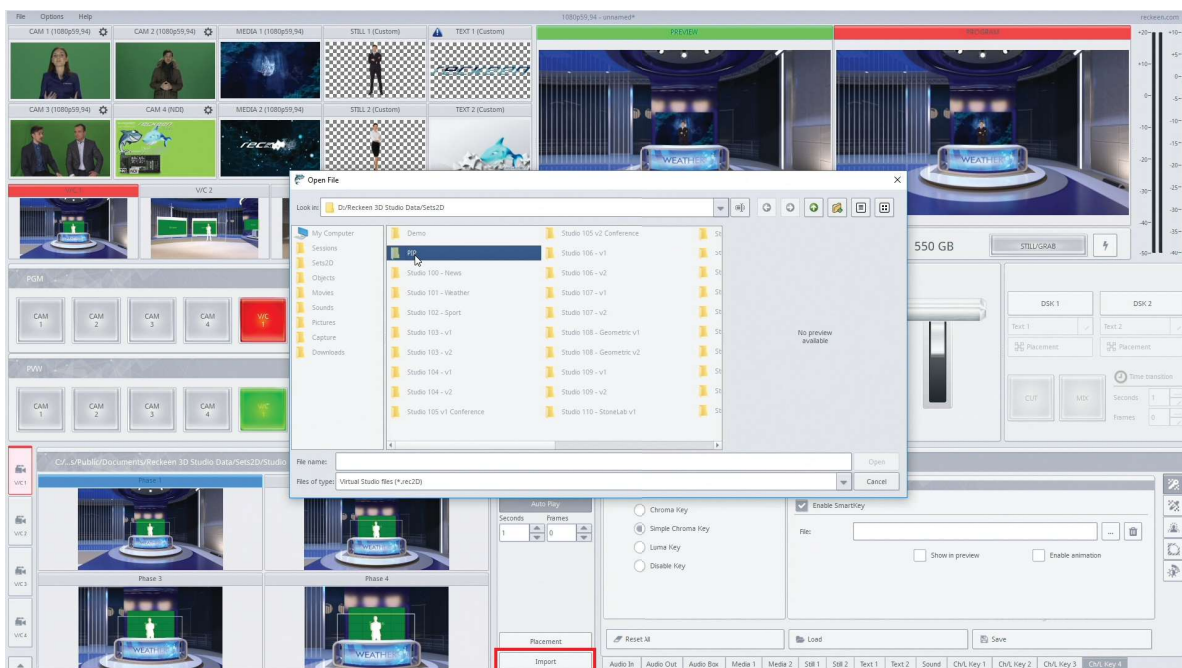 File Options Help 1080p59,94 – unnamed* reckeen.cont
CAM 1 (1080p59,94) CAM 2 (1080p59,94) MEDIA 1 (1080p59,94) STILL 1 (Custom) TEXT 1 (Custom) PREVIEW PROGRAM
CAM 3 (1080p59,94) CAM 4 (NDI) MEDIA 2 (1080p59,94) STILL 2 (Custom) TEXT 2 (Custom)
reckeen
WEATHER WEATHER
V/C 1 V/C 2
Open File
Look in: D:/Reckeen 3D Studio Data/Sets2D
My Computer
Sessions
Sets2D
Objects
Movies
Sounds
Pictures
Capture
Downloads
Demo
PIP
Studio 100 - News
Studio 101 - Weather
Studio 102 - Sport
Studio 103 - v1
Studio 103 - v2
Studio 104 - v1
Studio 104 - v2
Studio 105 v1 Conference
Studio 105 v2 Conference
Studio 106 - v1
Studio 106 - v2
Studio 107 - v1
Studio 107 - v2
Studio 108 - Geometric v1
Studio 108 - Geometric v2
Studio 109 - v1
Studio 109 - v2
Studio 110 - StoneLab v1
No preview
available
File name: Open
Files of type: Virtual Studio files (*.rec2D) Cancel
550 GB STILL/GRAB
PGM
CAM 1 CAM 2 CAM 3 CAM 4 V/C 1
PVW
CAM 1 CAM 2 CAM 3 CAM 4
DSK 1 DSK 2
Text 1 Text 2
Placement Placement
Time transition
CUT MIX Seconds 1
Frames 0
C:/...s/Public/Documents/Reckeen 3D Studio Data/Sets2D/Studio
V/C 1
V/C 2
V/C 3
V/C 4
Phase 1
Phase 3 Phase 4
WEATHER WEATHER
Auto Play
Seconds Frames
1 0
Placement
Import
Chroma Key
Simple Chroma Key
Luma Key
Disable Key
Enable SmartKey
File: ...
Show in preview Enable animation
Reset All Load Save
Audio In Audio Out Audio Box Media 1 Media 2 Still 1 Still 2 Text 1 Text 2 Sound Ch/L Key 1 Ch/L Key 2 Ch/L Key 3 Ch/L Key 4